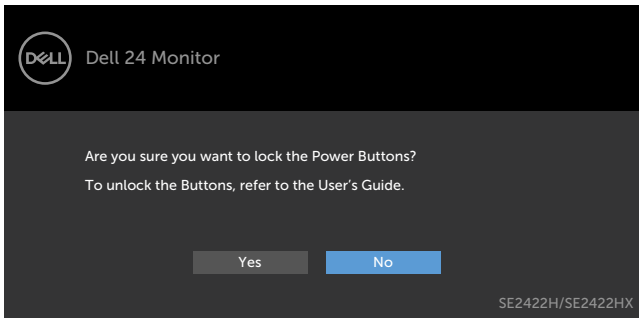 DELL
Dell 24 Monitor
Are you sure you want to lock the Power Buttons?
To unlock the Buttons, refer to the User's Guide.
Yes
No
SE2422H/SE2422HX